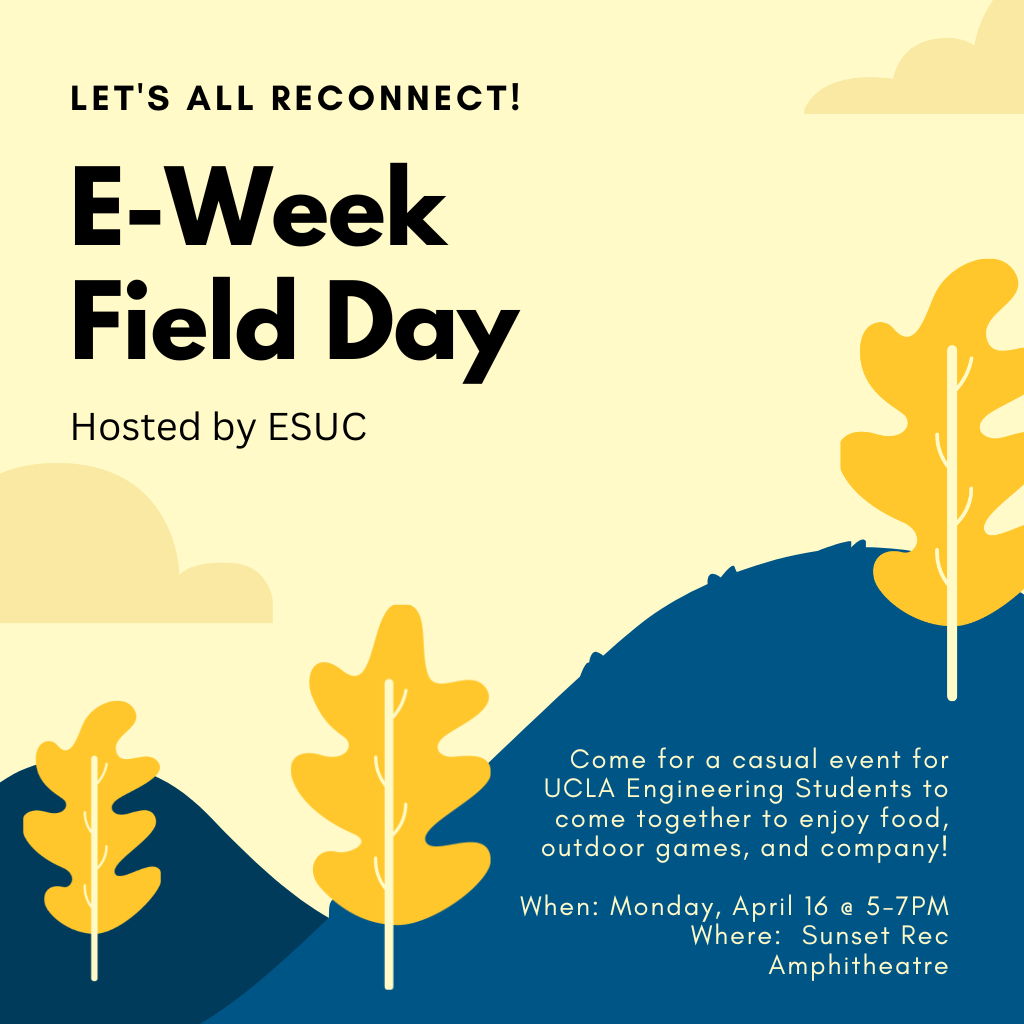 LET'S ALL RECONNECT!
E-Week
Field Day
Hosted by ESUC
Come for a casual event for
UCLA Engineering Students to
come together to enjoy food,
outdoor games, and company!
When: Monday, April 16 @ 5-7PM
Where: Sunset Rec
Amphitheatre